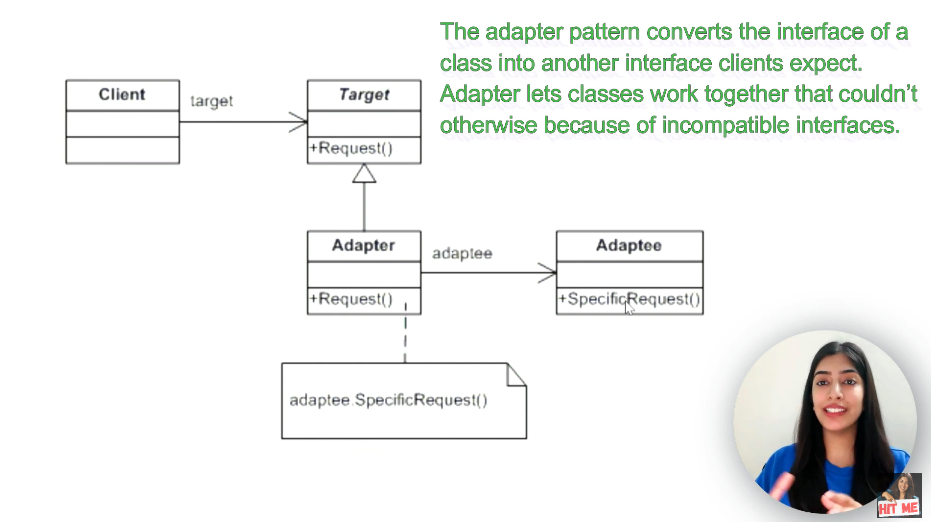 The adapter pattern converts the interface of a
class into another interface clients expect.
Adapter lets classes work together that couldn't
otherwise because of incompatible interfaces.
Client
target
Target
+Request()
Adapter
adaptee
Adaptee
+Request()
+SpecificRequest()
adaptee.SpecificRequest()
HIT ME